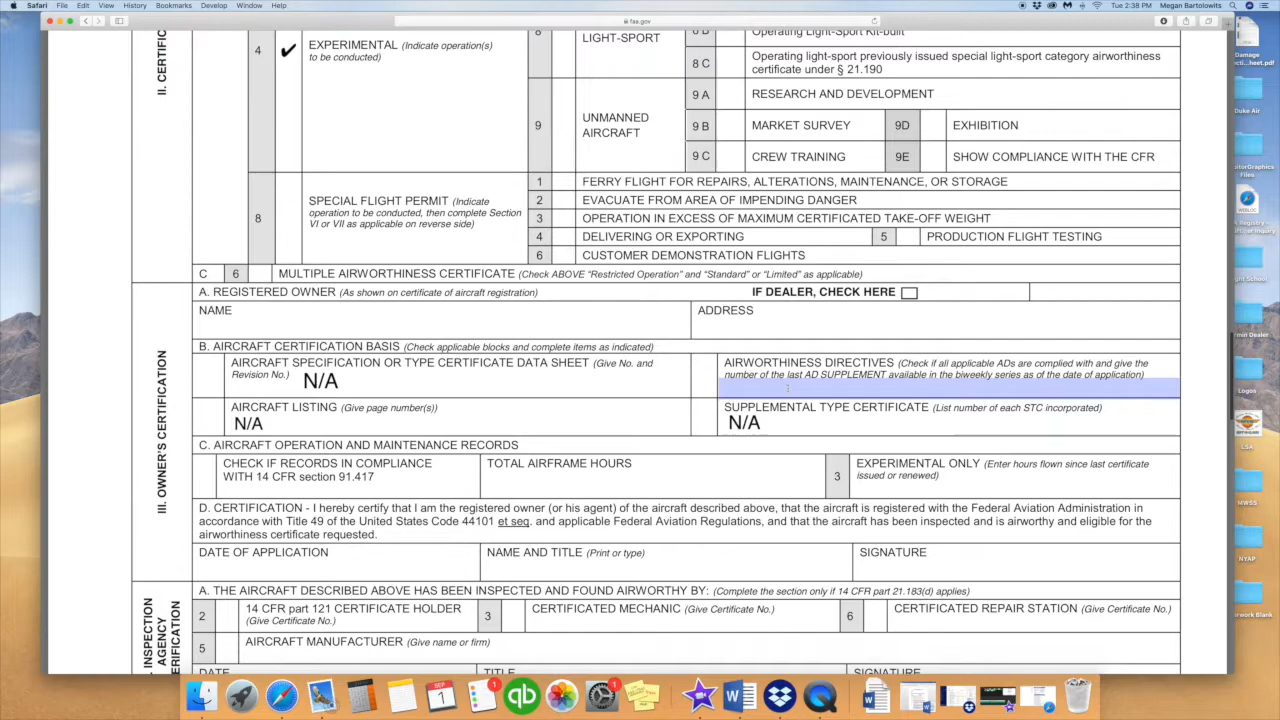 Safari File Edit View History Bookmarks Develop Window Help
Tue 2:38 PM Megan Bartolowits
faa.gov
II. CERTIFIC
4 ✔ EXPERIMENTAL (Indicate operation(s)
to be conducted)
8
LIGHT-SPORT
8 B Operating Light-sport Kit-built
8 C Operating light-sport previously issued special light-sport category airworthiness
certificate under § 21.190
9 UNMANNED
AIRCRAFT
9 A RESEARCH AND DEVELOPMENT
9 B MARKET SURVEY 9D EXHIBITION
9 C CREW TRAINING 9E SHOW COMPLIANCE WITH THE CFR
8 SPECIAL FLIGHT PERMIT (Indicate
operation to be conducted, then complete Section
VI or VII as applicable on reverse side)
1 FERRY FLIGHT FOR REPAIRS, ALTERATIONS, MAINTENANCE, OR STORAGE
2 EVACUATE FROM AREA OF IMPENDING DANGER
3 OPERATION IN EXCESS OF MAXIMUM CERTIFICATED TAKE-OFF WEIGHT
4 DELIVERING OR EXPORTING 5 PRODUCTION FLIGHT TESTING
6 CUSTOMER DEMONSTRATION FLIGHTS
C 6 MULTIPLE AIRWORTHINESS CERTIFICATE (Check ABOVE “Restricted Operation” and “Standard” or “Limited” as applicable)
III. OWNER'S CERTIFICATION
A. REGISTERED OWNER (As shown on certificate of aircraft registration) IF DEALER, CHECK HERE
NAME ADDRESS
B. AIRCRAFT CERTIFICATION BASIS (Check applicable blocks and complete items as indicated)
AIRCRAFT SPECIFICATION OR TYPE CERTIFICATE DATA SHEET (Give No. and
Revision No.) N/A
AIRWORTHINESS DIRECTIVES (Check if all applicable ADs are complied with and give the
number of the last AD SUPPLEMENT available in the biweekly series as of the date of application)
AIRCRAFT LISTING (Give page number(s))
N/A
SUPPLEMENTAL TYPE CERTIFICATE (List number of each STC incorporated)
N/A
C. AIRCRAFT OPERATION AND MAINTENANCE RECORDS
CHECK IF RECORDS IN COMPLIANCE
WITH 14 CFR section 91.417
TOTAL AIRFRAME HOURS
3 EXPERIMENTAL ONLY (Enter hours flown since last certificate
issued or renewed)
D. CERTIFICATION - I hereby certify that I am the registered owner (or his agent) of the aircraft described above, that the aircraft is registered with the Federal Aviation Administration in
accordance with Title 49 of the United States Code 44101 et seq. and applicable Federal Aviation Regulations, and that the aircraft has been inspected and is airworthy and eligible for the
airworthiness certificate requested.
DATE OF APPLICATION NAME AND TITLE (Print or type) SIGNATURE
INSPECTION
AGENCY
A. THE AIRCRAFT DESCRIBED ABOVE HAS BEEN INSPECTED AND FOUND AIRWORTHY BY: (Complete the section only if 14 CFR part 21.183(d) applies)
2 14 CFR part 121 CERTIFICATE HOLDER
(Give Certificate No.)
3 CERTIFICATED MECHANIC (Give Certificate No.)
6 CERTIFICATED REPAIR STATION (Give Certificate No.)
5 AIRCRAFT MANUFACTURER (Give name or firm)
DATE TITLE SIGNATURE
Damage
Duke Air
Files
Logos
LSA
MWSS
NYAP
SEP
1
1
1
qb
W